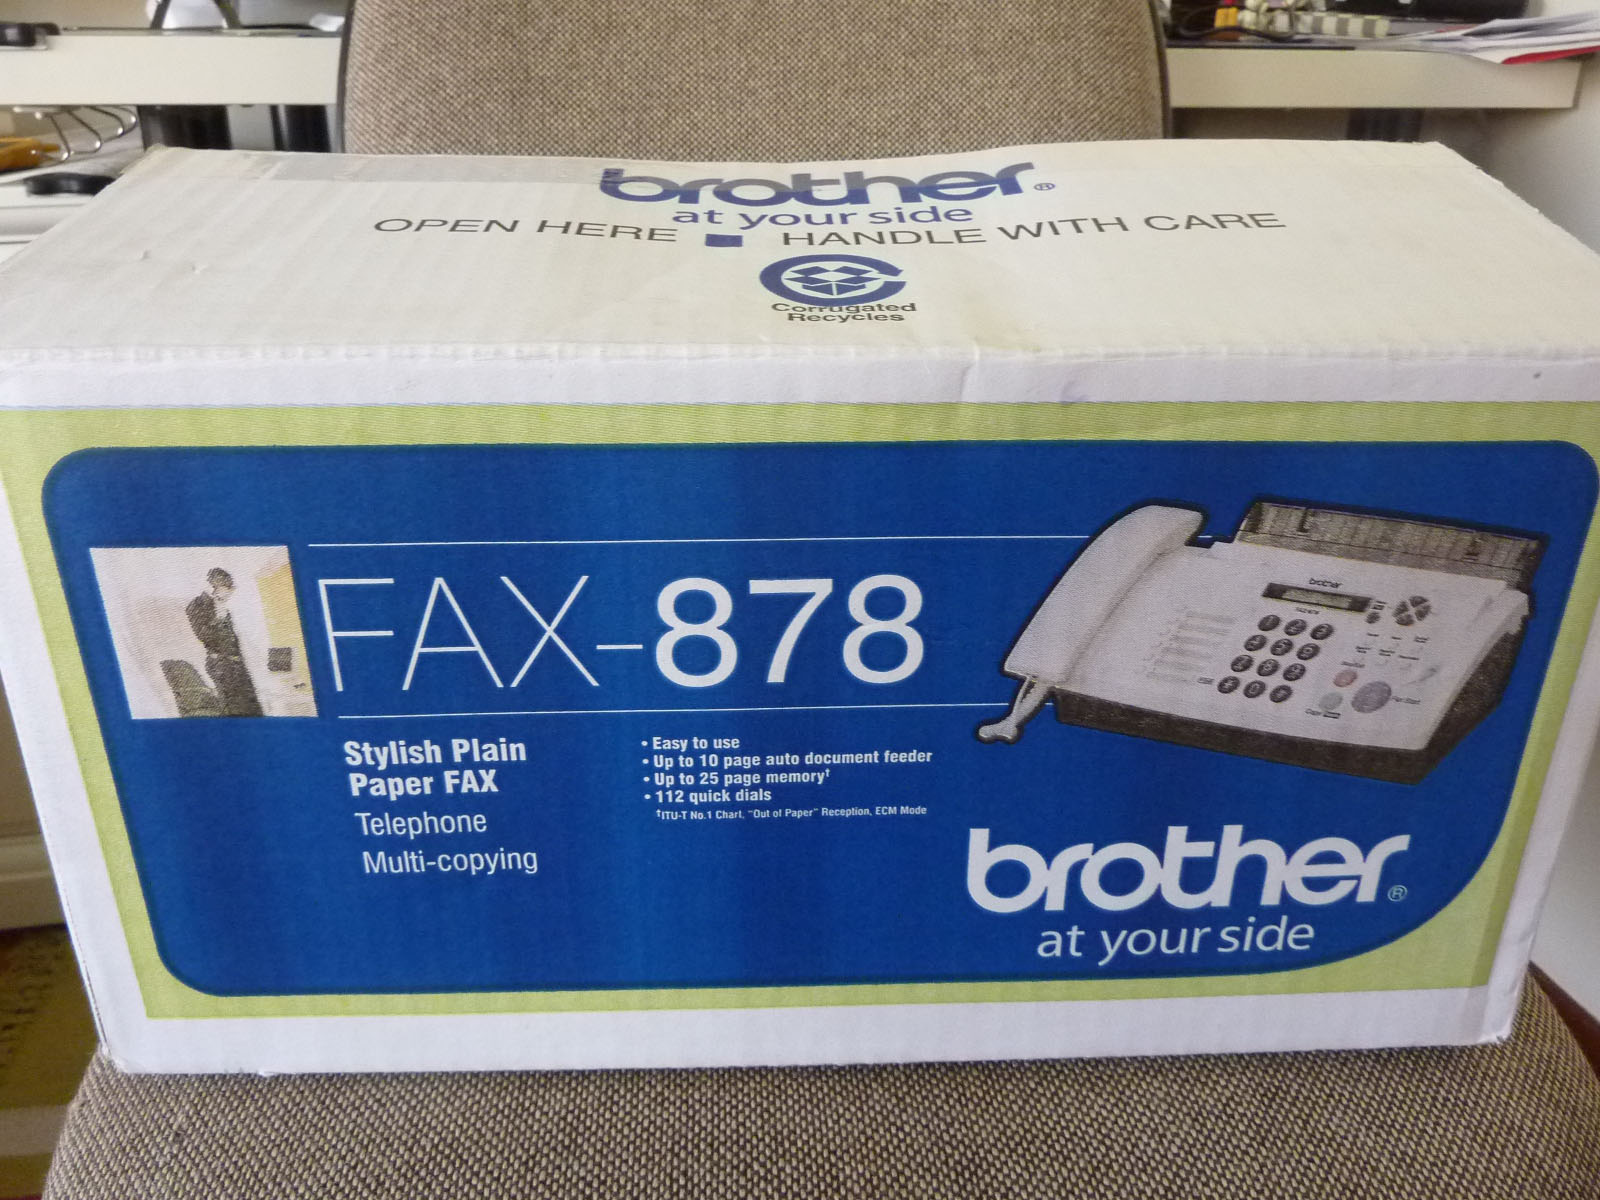 brother®
at your side
OPEN HERE HANDLE WITH CARE
Corrugated
Recycles
FAX-878
Stylish Plain
Paper FAX
Telephone
Multi-copying
• Easy to use
• Up to 10 page auto document feeder
• Up to 25 page memory†
• 112 quick dials
†ITU-T No.1 Chart, "Out of Paper" Reception, ECM Mode
brother
brother®
at your side